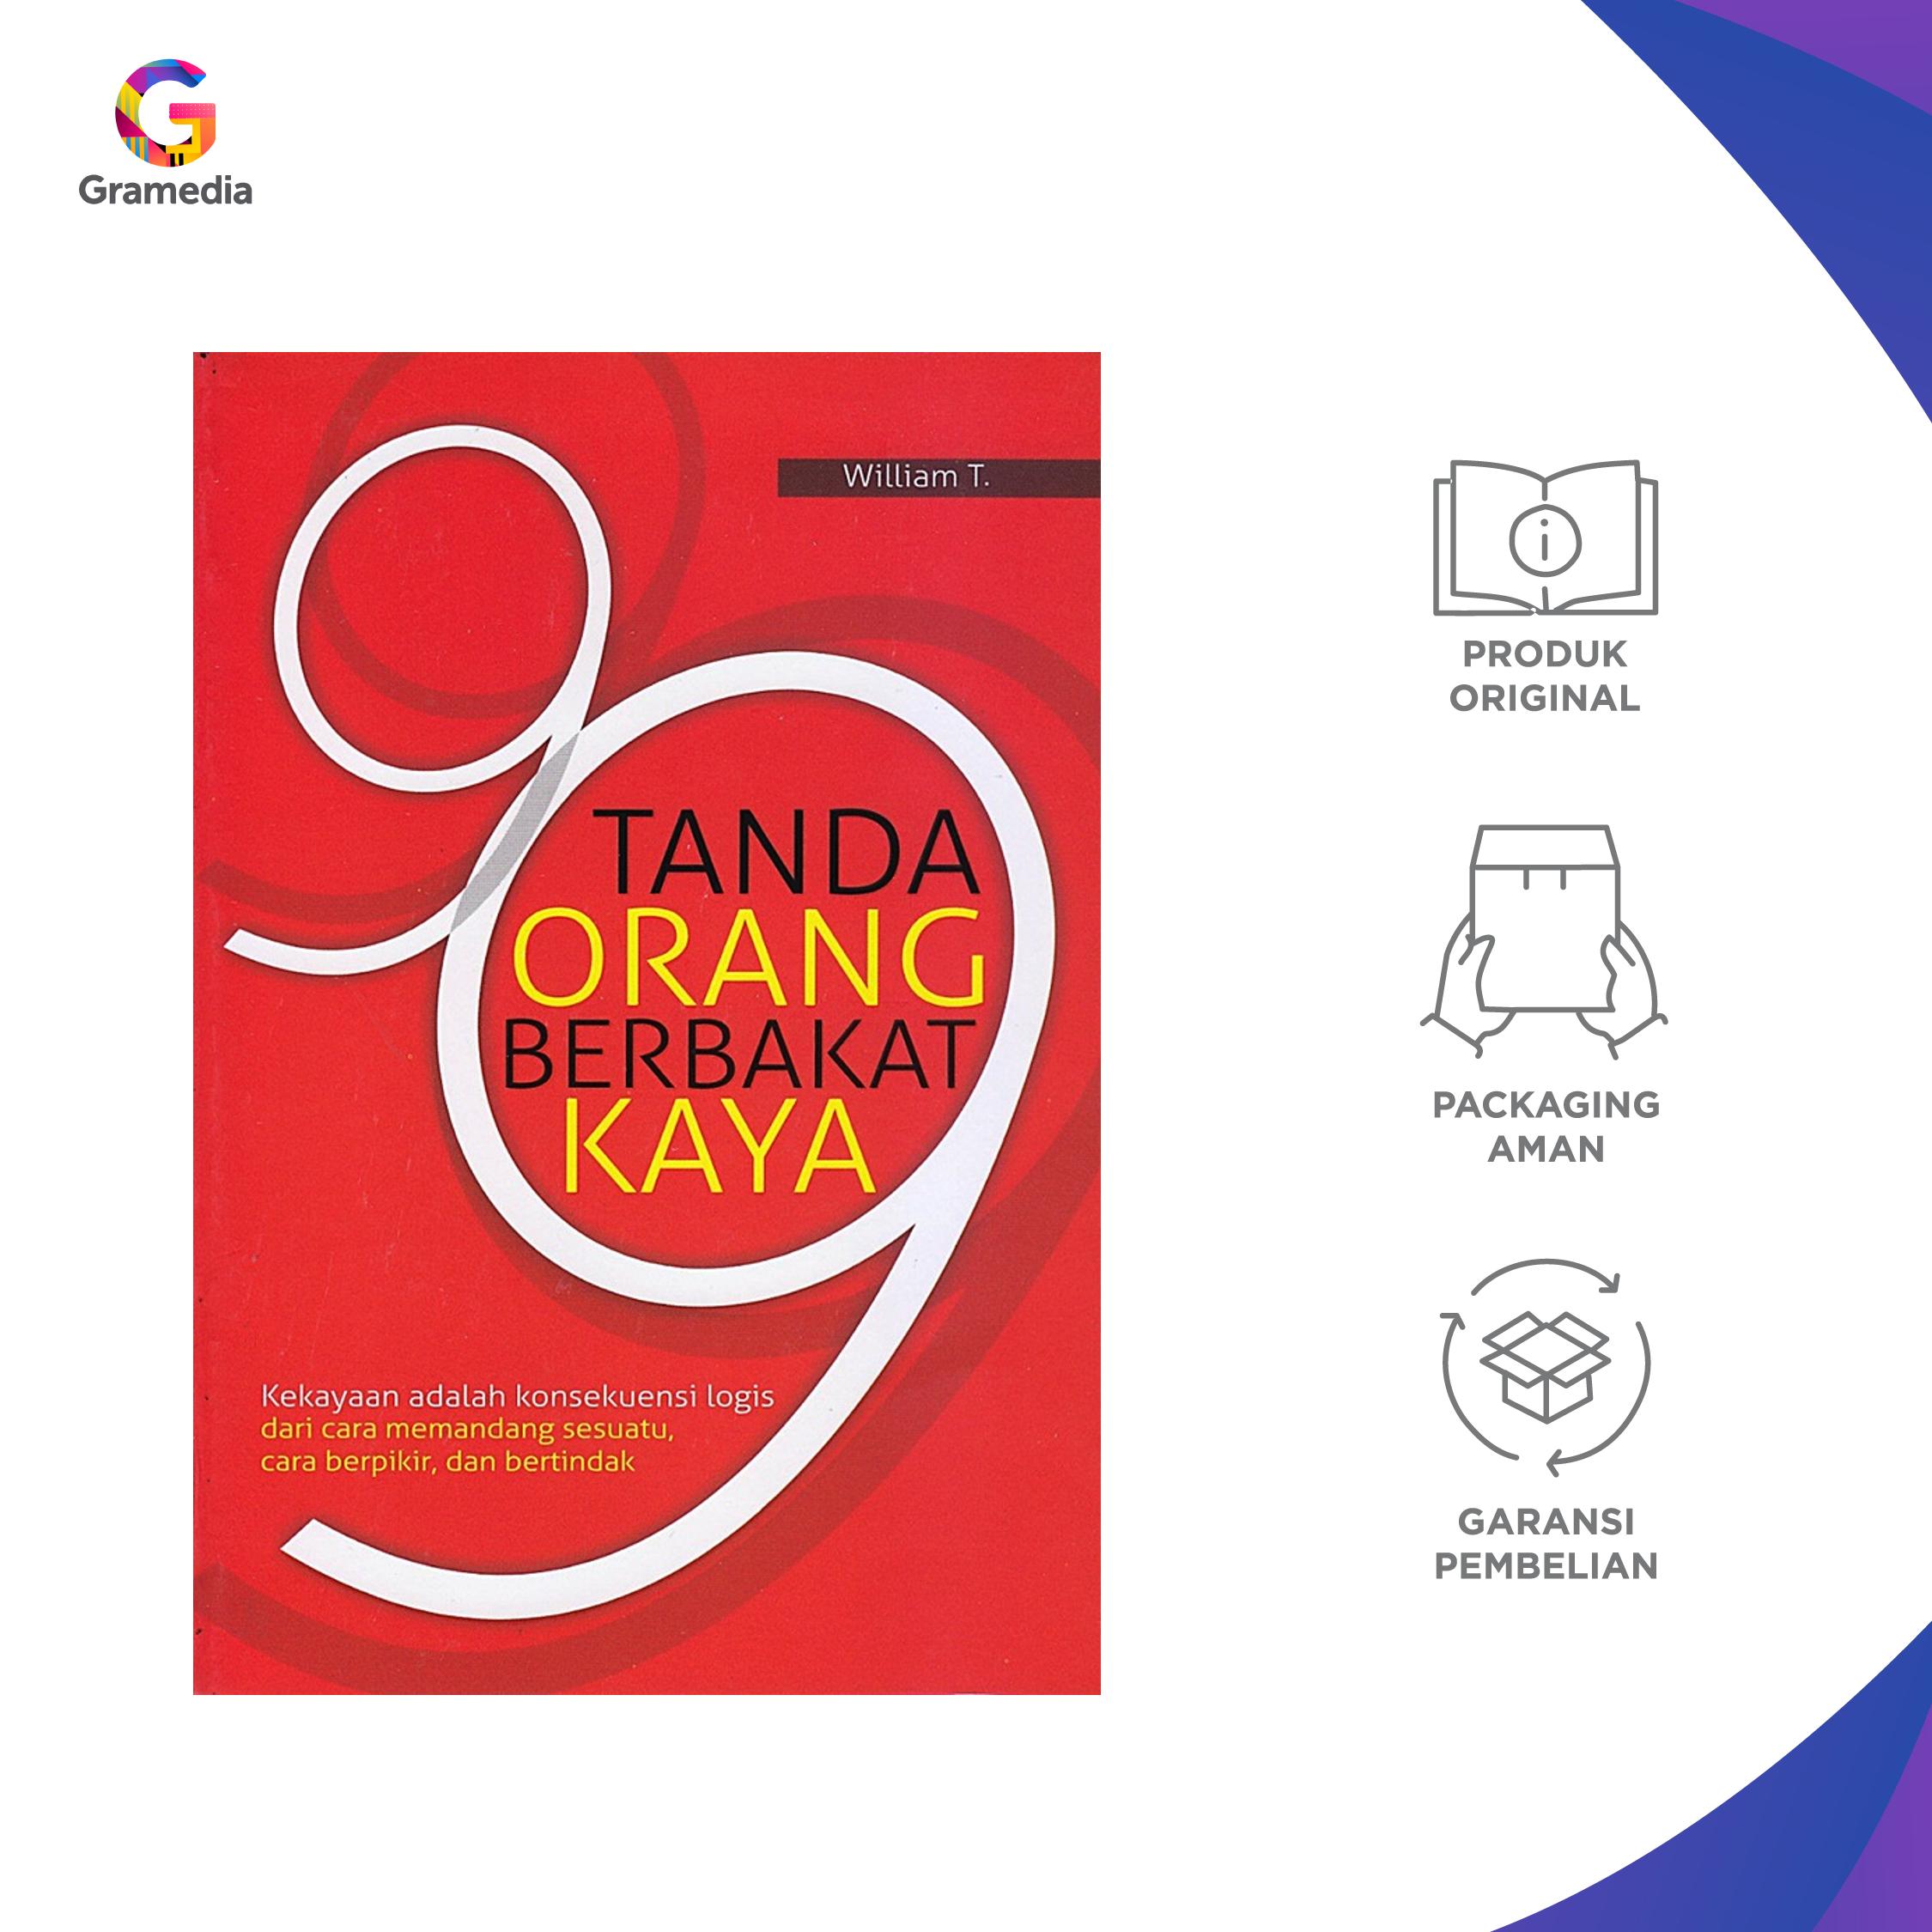 Gramedia
William T.
99
TANDA
ORANG
BERBAKAT
KAYA
Kekayaan adalah konsekuensi logis
dari cara memandang sesuatu,
cara berpikir, dan bertindak
PRODUK
ORIGINAL
PACKAGING
AMAN
GARANSI
PEMBELIAN